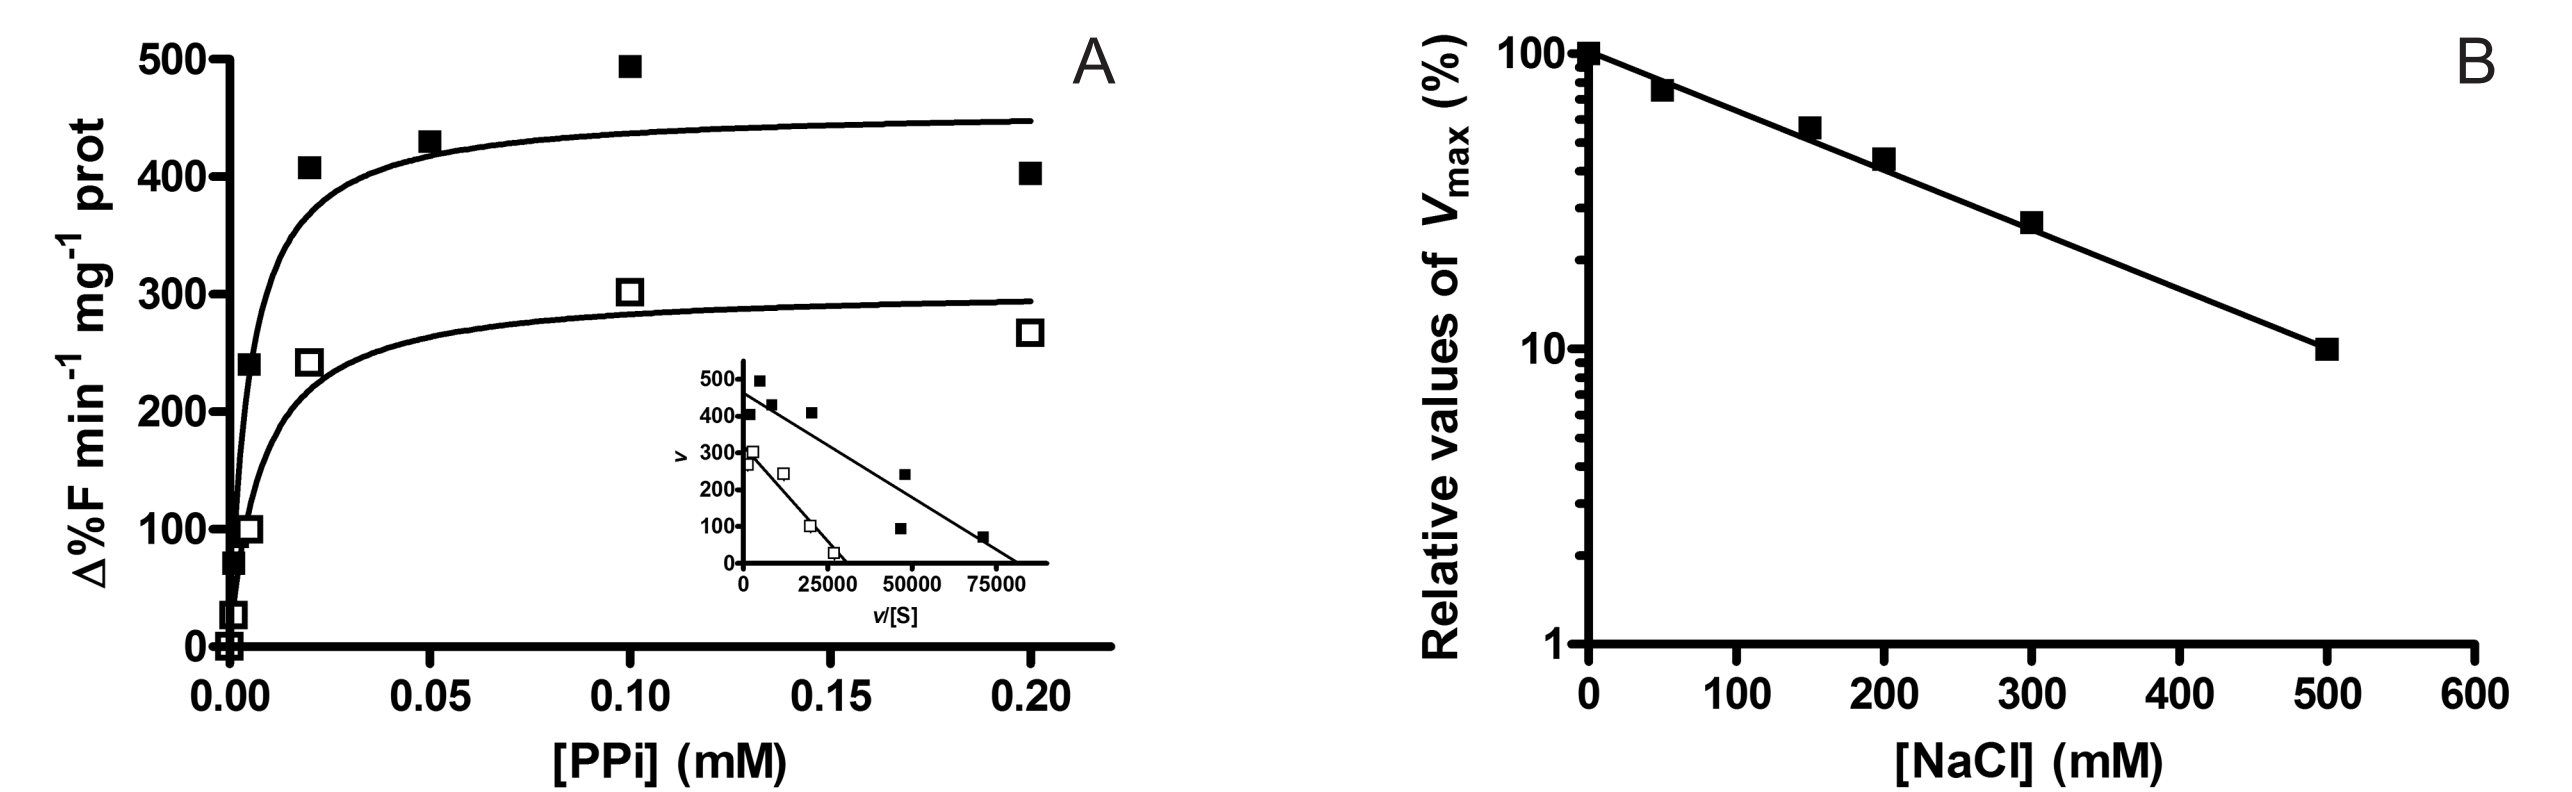 A
Δ%F min-1 mg-1 prot
500
400
300
200
100
0
0.00 0.05 0.10 0.15 0.20
[PPi] (mM)
v
500
400
300
200
100
0
0 25000 50000 75000
v/[S]
B
Relative values of Vmax (%)
100
10
1
0 100 200 300 400 500 600
[NaCl] (mM)